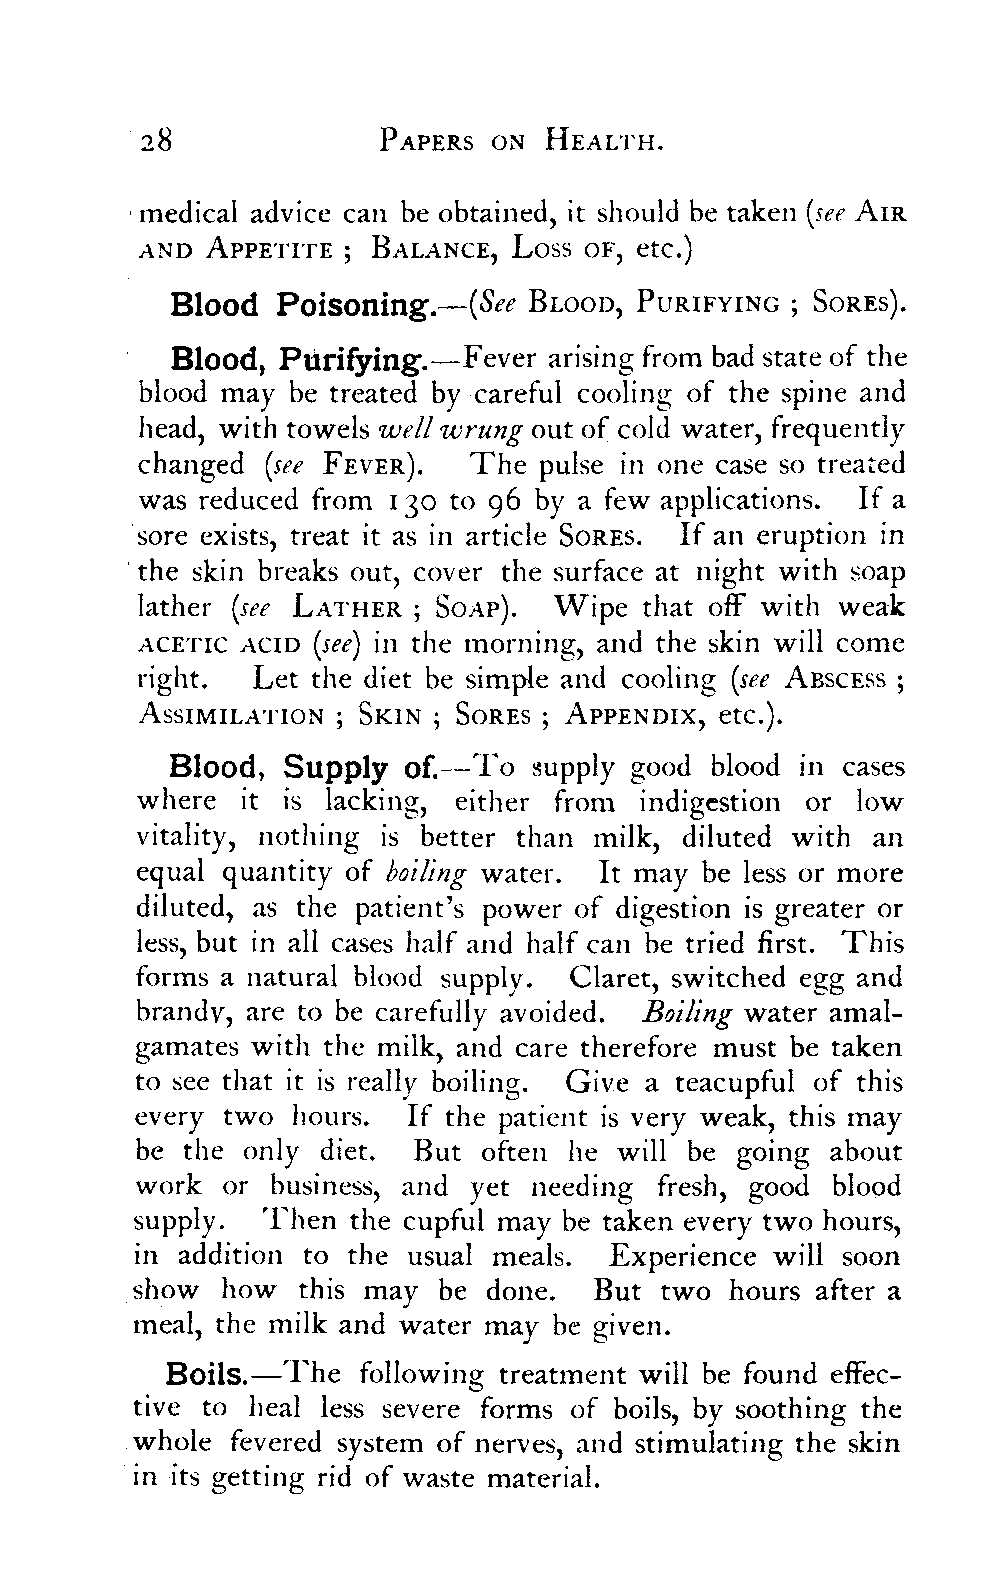 28 PAPERS ON HEALTH.
medical advice can be obtained, it should be taken (see AIR
AND APPETITE ; BALANCE, LOSS OF, etc.)
Blood Poisoning.—(See BLOOD, PURIFYING ; SORES).
Blood, Purifying.—Fever arising from bad state of the
blood may be treated by careful cooling of the spine and
head, with towels well wrung out of cold water, frequently
changed (see FEVER). The pulse in one case so treated
was reduced from 130 to 96 by a few applications. If a
sore exists, treat it as in article SORES. If an eruption in
the skin breaks out, cover the surface at night with soap
lather (see LATHER ; SOAP). Wipe that off with weak
ACETIC ACID (see) in the morning, and the skin will come
right. Let the diet be simple and cooling (see ABSCESS ;
ASSIMILATION ; SKIN ; SORES ; APPENDIX, etc.).
Blood, Supply of.—To supply good blood in cases
where it is lacking, either from indigestion or low
vitality, nothing is better than milk, diluted with an
equal quantity of boiling water. It may be less or more
diluted, as the patient's power of digestion is greater or
less, but in all cases half and half can be tried first. This
forms a natural blood supply. Claret, switched egg and
brandy, are to be carefully avoided. Boiling water amal-
gamates with the milk, and care therefore must be taken
to see that it is really boiling. Give a teacupful of this
every two hours. If the patient is very weak, this may
be the only diet. But often he will be going about
work or business, and yet needing fresh, good blood
supply. Then the cupful may be taken every two hours,
in addition to the usual meals. Experience will soon
show how this may be done. But two hours after a
meal, the milk and water may be given.
Boils.—The following treatment will be found effec-
tive to heal less severe forms of boils, by soothing the
whole fevered system of nerves, and stimulating the skin
in its getting rid of waste material.